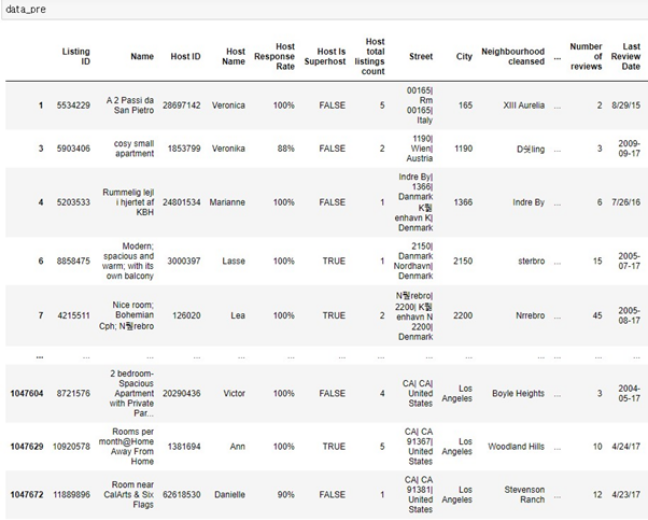 data_pre
Listing ID Name Host ID Host Name Host Response Rate Host Is Superhost Host total listings count Street City Neighbourhood cleansed ... Number of reviews Last Review Date
1 5534229 A 2 Passi da San Pietro 28697142 Veronica 100% FALSE 5 00165| Rm 00165| Italy 165 XIII Aurelia ... 2 8/29/15
3 5903406 cosy small apartment 1853799 Veronika 88% FALSE 2 1190| Wien| Austria 1190 ... 3 2009-09-17
4 5203533 Rummelig lejl i hjertet af KBH 24801534 Marianne 100% FALSE 1 Indre By| 1366| Denmark enhavn K| Denmark 1366 Indre By ... 6 7/26/16
6 8858475 Modern; spacious and warm; with its own balcony 3000397 Lasse 100% TRUE 1 2150| Denmark Nordhavn| Denmark 2150 sterbro ... 15 2005-07-17
7 4215511 Nice room; Bohemian Cph; 126020 Lea 100% TRUE 2 2200| enhavn N 2200| Denmark 2200 Nrrebro ... 45 2005-08-17
... ... ... ... ... ... ... ... ... ... ... ... ... ...
1047604 8721576 2 bedroom-Spacious Apartment with Private Par... 20290436 Victor 100% FALSE 4 CA| CA| United States Los Angeles Boyle Heights ... 3 2004-05-17
1047629 10920578 Rooms per month@Home Away From Home 1381694 Ann 100% TRUE 5 CA| CA 91367| United States Los Angeles Woodland Hills ... 10 4/24/17
1047672 11889896 Room near CalArts & Six Flags 62618530 Danielle 90% FALSE 1 CA| CA 91381| United States Los Angeles Stevenson Ranch ... 12 4/23/17